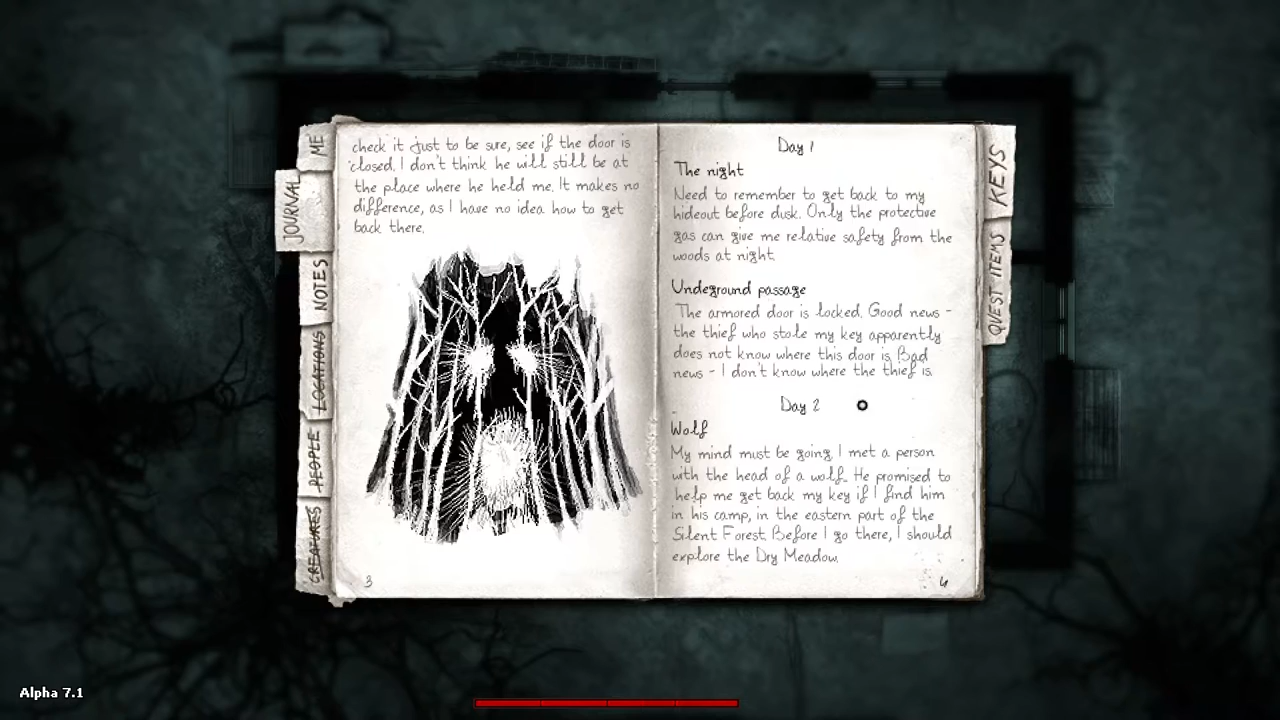 ME
JOURNAL
NOTES
LOCATIONS
PEOPLE
CREATURES
check it just to be sure, see if the door is
closed. I don't think he will still be at
the place where he held me. It makes no
difference, as I have no idea how to get
back there.
3
Day 1
The night
Need to remember to get back to my
hideout before dusk. Only the protective
gas can give me relative safety from the
woods at night.
Undeground passage
The armored door is locked. Good news -
the thief who stole my key apparently
does not know where this door is. Bad
news - I don't know where the thief is.
Day 2
Wolf
My mind must be going. I met a person
with the head of a wolf. He promised to
help me get back my key if I find him
in his camp, in the eastern part of the
Silent Forest. Before I go there, I should
explore the Dry Meadow.
4
KEYS
QUEST ITEMS
Alpha 7.1